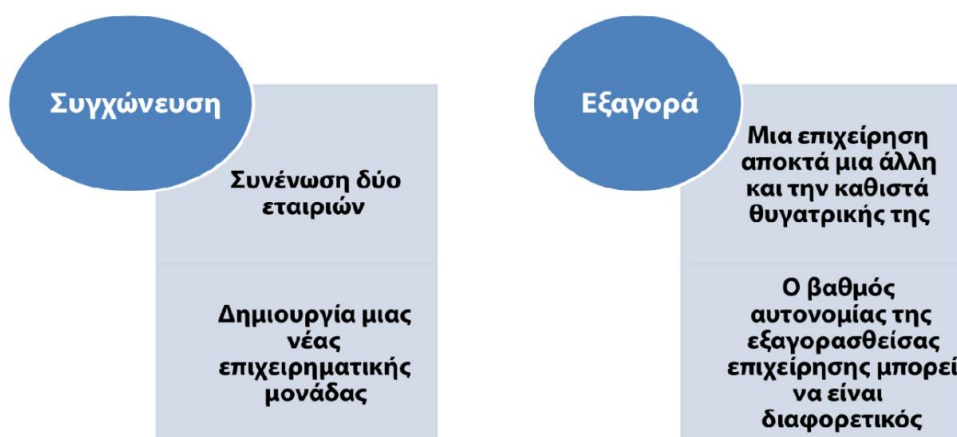 Συγχώνευση
Συνένωση δύο
εταιριών
Δημιουργία μιας
νέας
επιχειρηματικής
μονάδας
Εξαγορά
Μια επιχείρηση
αποκτά μια άλλη
και την καθιστά
θυγατρικής της
Ο βαθμός
αυτονομίας της
εξαγορασθείσας
επιχείρησης μπορεί
να είναι
διαφορετικός